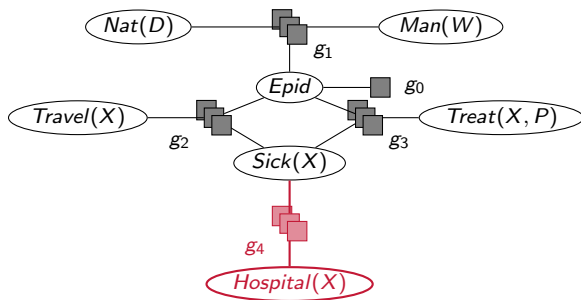 Nat(D) Man(W)
g1
Epid g0
Travel(X) Treat(X, P)
g2 g3
Sick(X)
g4
Hospital(X)